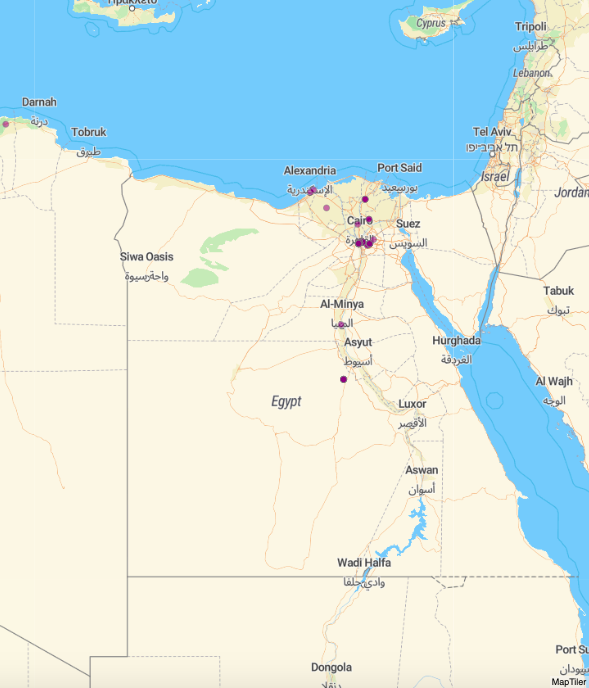 Ηράκλειο
Cyprus
Tripoli
طرابلس
Lebanon
Darnah
درنة
Tobruk
طبرق
Tel Aviv
תל אביב־יפו
Israel
Jordan
Alexandria
الإسكندرية
Port Said
بورسعيد
Cairo
القاهرة
Suez
السويس
Siwa Oasis
واحة سيوة
Tabuk
تبوك
Al-Minya
المنيا
Asyut
أسيوط
Hurghada
الغردقة
Al Wajh
الوجه
Egypt
Luxor
الأقصر
Aswan
أسوان
Wadi Halfa
وادي حلفا
Port Su
بورتسودان
Dongola
دنقلا
MapTiler